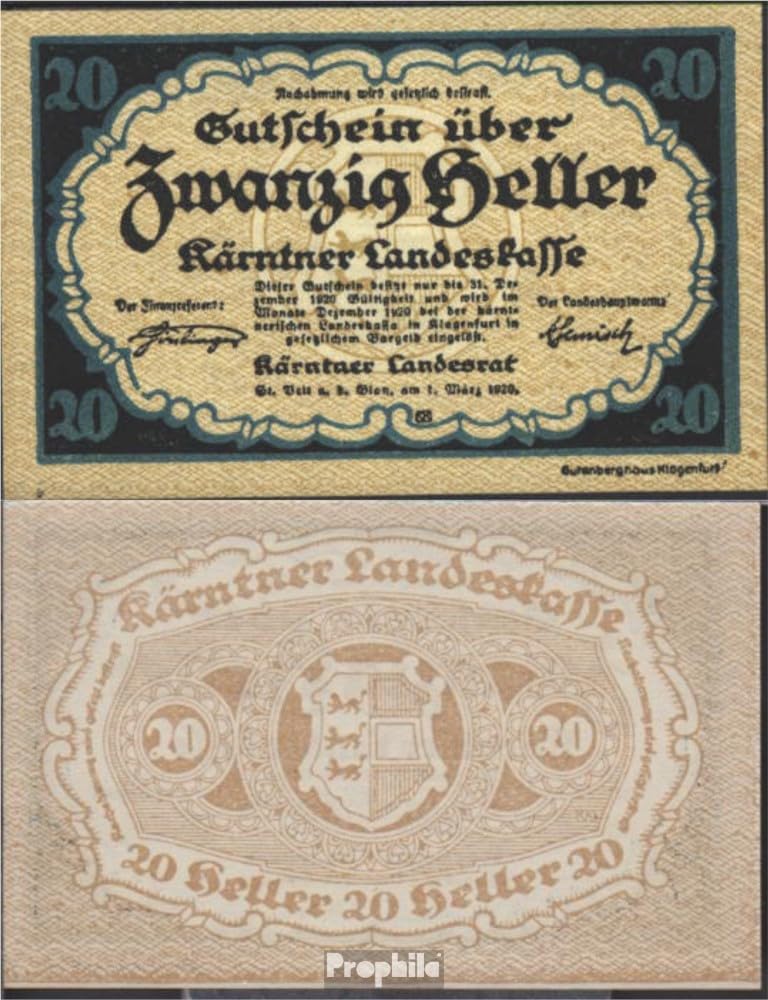 20 20
Nachahmung wird gesetzlich bestraft.
Gutschein über
Zwanzig Heller
Kärntner Landeskasse
Dieser Gutschein besitzt nur bis 31. De-
zember 1920 Gültigkeit und wird im
Monate Dezember 1920 bei der kärnt-
nerischen Landeskassa in Klagenfurt in
gesetzlichem Bargeld eingelöst.
Der Finanzreferent:
Der Landeshauptmann:
Kärntner Landesrat
St. Veit a. d. Glan, am 1. März 1920.
20 20
Gutenberghaus Klagenfurt
Kärntner Landeskasse
20 20
20 Heller 20 Heller 20
Prophila